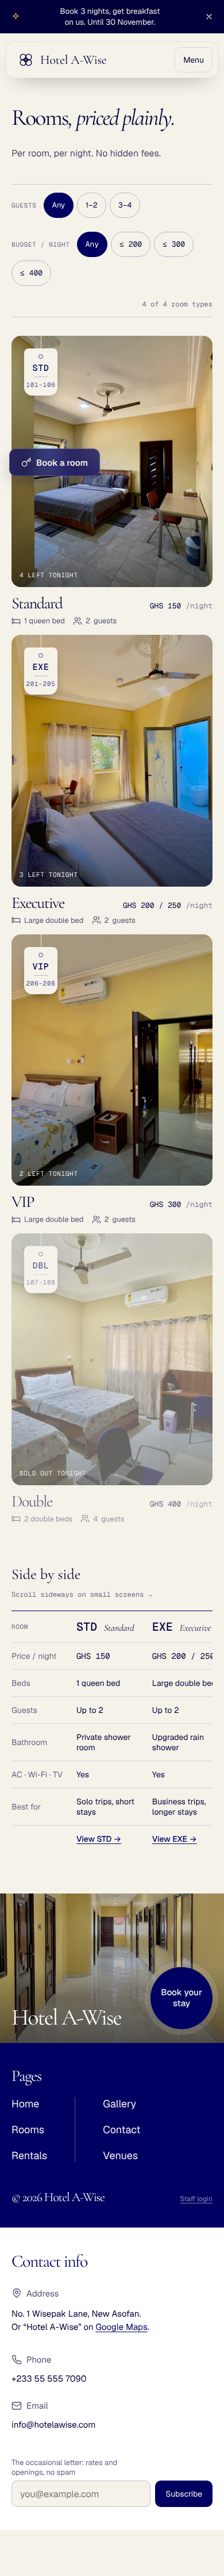 Book 3 nights, get breakfast
on us. Until 30 November.
Hotel A-Wise
Menu
Rooms, priced plainly.
Per room, per night. No hidden fees.
GUESTS Any 1–2 3–4
BUDGET / NIGHT Any ≤ 200 ≤ 300
≤ 400
4 of 4 room types
STD
101-106
Book a room
4 LEFT TONIGHT
Standard GHS 150 /night
1 queen bed 2 guests
EXE
201-205
3 LEFT TONIGHT
Executive GHS 200 / 250 /night
Large double bed 2 guests
VIP
206-208
2 LEFT TONIGHT
VIP GHS 300 /night
Large double bed 2 guests
DBL
107-108
SOLD OUT TONIGHT
Double GHS 400 /night
2 double beds 4 guests
Side by side
Scroll sideways on small screens →
ROOM STD Standard EXE Executive
Price / night GHS 150 GHS 200 / 250
Beds 1 queen bed Large double bed
Guests Up to 2 Up to 2
Bathroom Private shower room Upgraded rain shower
AC · Wi-Fi · TV Yes Yes
Best for Solo trips, short stays Business trips, longer stays
View STD → View EXE →
Hotel A-Wise
Book your
stay
Pages
Home Gallery
Rooms Contact
Rentals Venues
© 2026 Hotel A-Wise Staff login
Contact info
Address
No. 1 Wisepak Lane, New Asofan.
Or “Hotel A-Wise” on Google Maps.
Phone
+233 55 555 7090
Email
info@hotelawise.com
The occasional letter: rates and
openings, no spam
you@example.com Subscribe